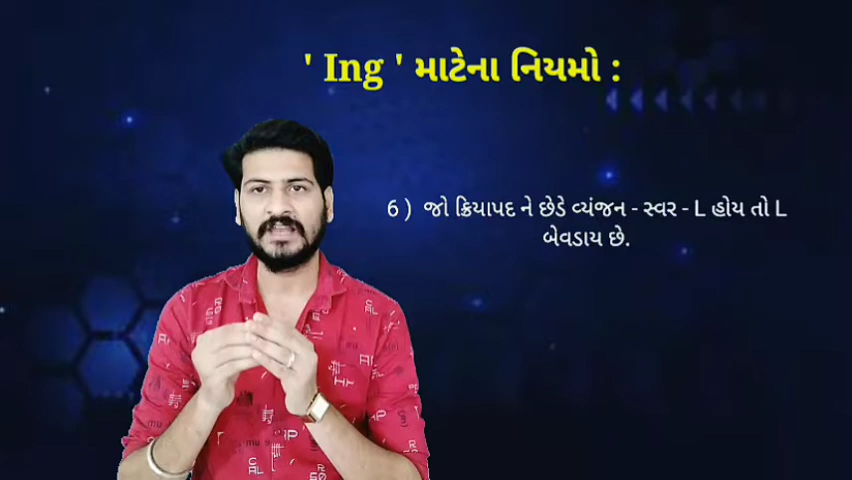 ' Ing ' માટેના નિયમો :
6 ) જો ક્રિયાપદ ને છેડે વ્યંજન - સ્વર - L હોય તો L
બેવડાય છે.